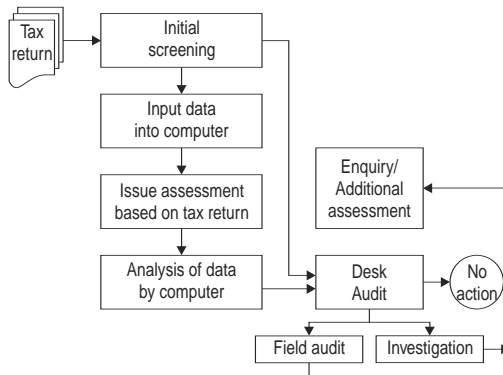 Tax
return
Initial
screening
Input data
into computer
Issue assessment
based on tax return
Analysis of data
by computer
Enquiry/
Additional
assessment
Desk
Audit
No
action
Field audit
Investigation